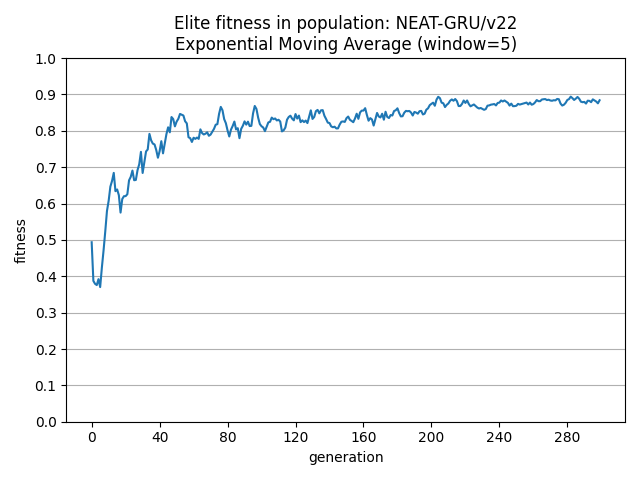 Elite fitness in population: NEAT-GRU/v22
Exponential Moving Average (window=5)
1.0
0.9
0.8
0.7
0.6
0.5
0.4
0.3
0.2
0.1
0.0
fitness
0 40 80 120 160 200 240 280
generation